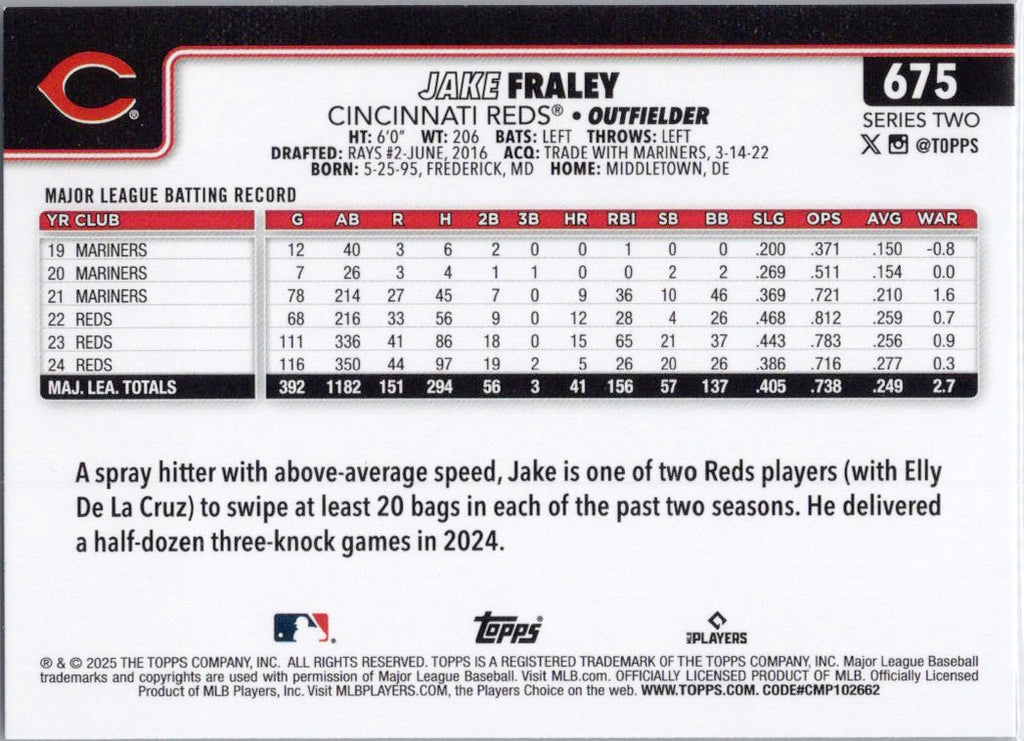 JAKE FRALEY
675
CINCINNATI REDS® • OUTFIELDER
SERIES TWO
HT: 6'0" WT: 206 BATS: LEFT THROWS: LEFT
@TOPPS
DRAFTED: RAYS #2-JUNE, 2016 ACQ: TRADE WITH MARINERS, 3-14-22
BORN: 5-25-95, FREDERICK, MD HOME: MIDDLETOWN, DE
MAJOR LEAGUE BATTING RECORD
YR CLUB G AB R H 2B 3B HR RBI SB BB SLG OPS AVG WAR
19 MARINERS 12 40 3 6 2 0 0 1 0 0 .200 .371 .150 -0.8
20 MARINERS 7 26 3 4 1 1 0 0 2 2 .269 .511 .154 0.0
21 MARINERS 78 214 27 45 7 0 9 36 10 46 .369 .721 .210 1.6
22 REDS 68 216 33 56 9 0 12 28 4 26 .468 .812 .259 0.7
23 REDS 111 336 41 86 18 0 15 65 21 37 .443 .783 .256 0.9
24 REDS 116 350 44 97 19 2 5 26 20 26 .386 .716 .277 0.3
MAJ. LEA. TOTALS 392 1182 151 294 56 3 41 156 57 137 .405 .738 .249 2.7
A spray hitter with above-average speed, Jake is one of two Reds players (with Elly
De La Cruz) to swipe at least 20 bags in each of the past two seasons. He delivered
a half-dozen three-knock games in 2024.
Topps®
MLB PLAYERS
® & © 2025 THE TOPPS COMPANY, INC. ALL RIGHTS RESERVED. TOPPS IS A REGISTERED TRADEMARK OF THE TOPPS COMPANY, INC. Major League Baseball
trademarks and copyrights are used with permission of Major League Baseball. Visit MLB.com. OFFICIALLY LICENSED PRODUCT OF MLB. Officially Licensed
Product of MLB Players, Inc. Visit MLBPLAYERS.COM, the Players Choice on the web. WWW.TOPPS.COM. CODE#CMP102662